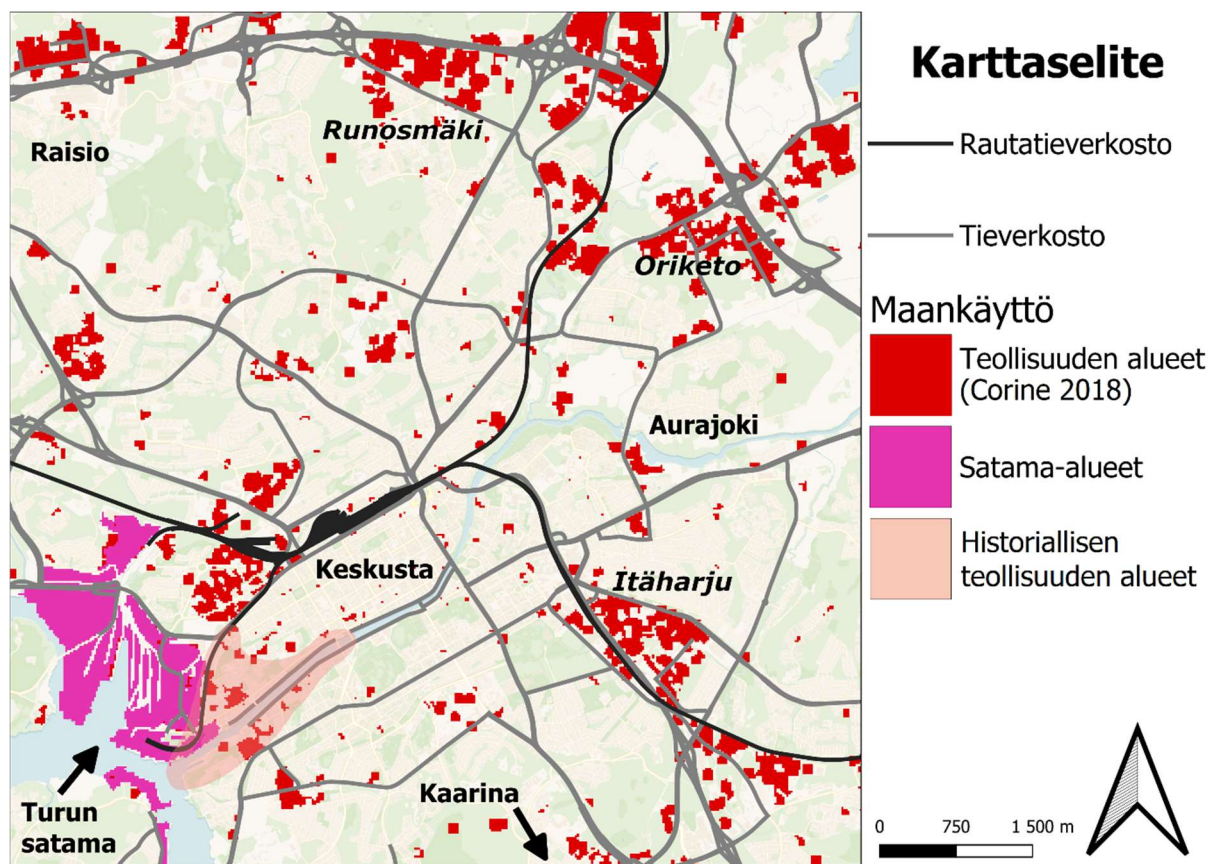 Runosmäki
Raisio
Oriketo
Aurajoki
Keskusta
Itäharju
Kaarina
Turun
satama
Karttaselite
Rautatieverkosto
Tieverkosto
Maankäyttö
Teollisuuden alueet
(Corine 2018)
Satama-alueet
Historiallisen
teollisuuden alueet
0 750 1 500 m